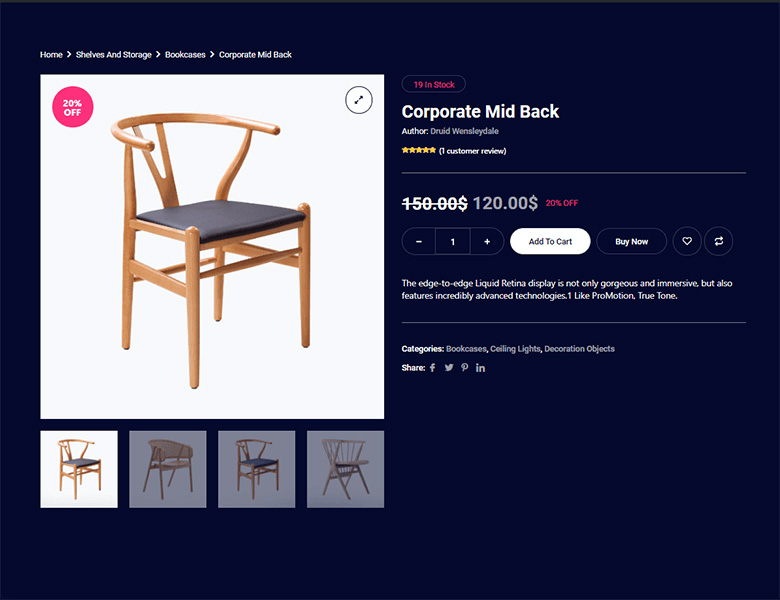 Home > Shelves And Storage > Bookcases > Corporate Mid Back
20%
OFF
19 In Stock
Corporate Mid Back
Author: Druid Wensleydale
(1 customer review)
150.00$ 120.00$ 20% OFF
- 1 + Add To Cart Buy Now
The edge-to-edge Liquid Retina display is not only gorgeous and immersive, but also
features incredibly advanced technologies.1 Like ProMotion, True Tone.
Categories: Bookcases, Ceiling Lights, Decoration Objects
Share: